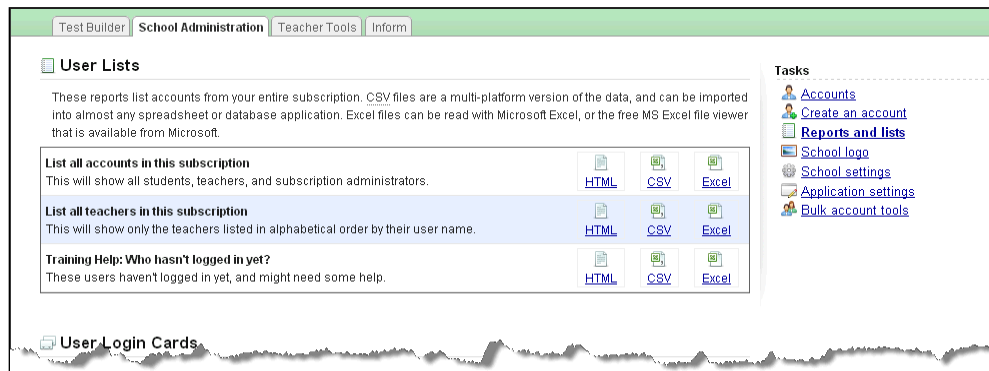 Test Builder School Administration Teacher Tools Inform
User Lists
These reports list accounts from your entire subscription. CSV files are a multi-platform version of the data, and can be imported
into almost any spreadsheet or database application. Excel files can be read with Microsoft Excel, or the free MS Excel file viewer
that is available from Microsoft.
List all accounts in this subscription
This will show all students, teachers, and subscription administrators.
HTML CSV Excel
List all teachers in this subscription
This will show only the teachers listed in alphabetical order by their user name.
HTML CSV Excel
Training Help: Who hasn't logged in yet?
These users haven't logged in yet, and might need some help.
HTML CSV Excel
User Login Cards
Tasks
Accounts
Create an account
Reports and lists
School logo
School settings
Application settings
Bulk account tools